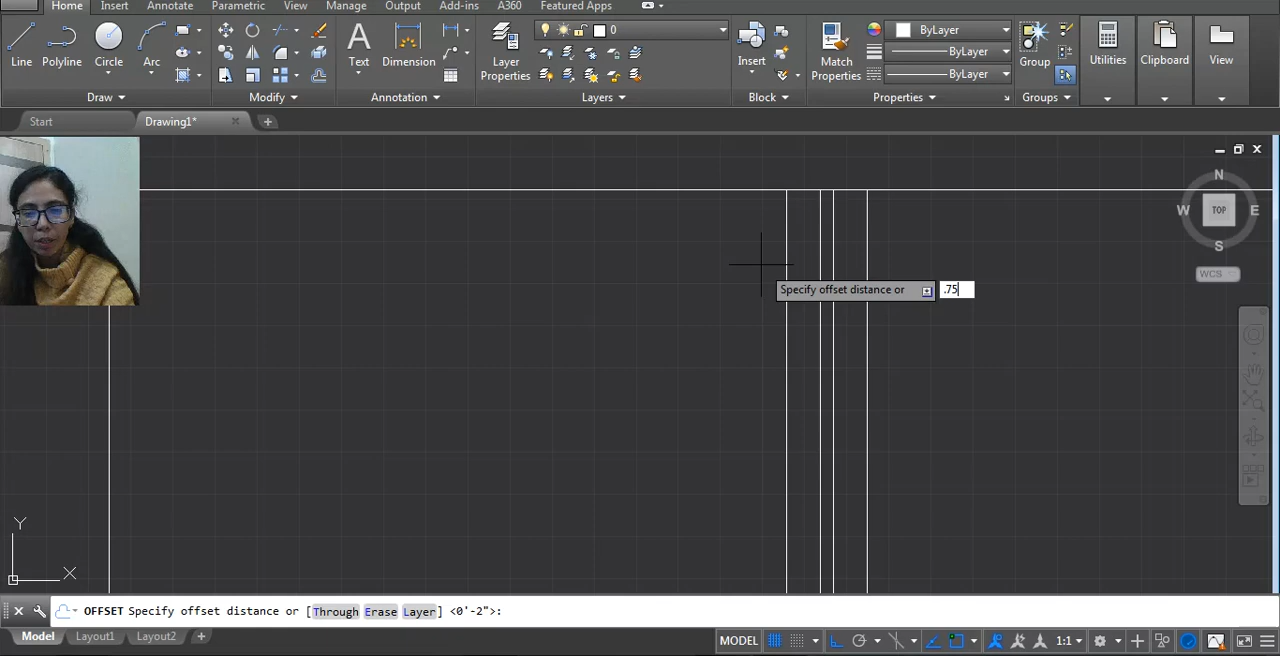 Home Insert Annotate Parametric View Manage Output Add-ins A360 Featured Apps
Line Polyline Circle Arc
Draw
Modify
Text Dimension
Annotation
Layer Properties
0
Layers
Insert
Block
Match Properties
ByLayer
ByLayer
ByLayer
Properties
Group
Groups
Utilities
Clipboard
View
Start Drawing1*
N
W TOP E
S
WCS
Specify offset distance or .75
Y
X
OFFSET Specify offset distance or [Through Erase Layer] <0'-2">:
Model Layout1 Layout2
MODEL 1:1